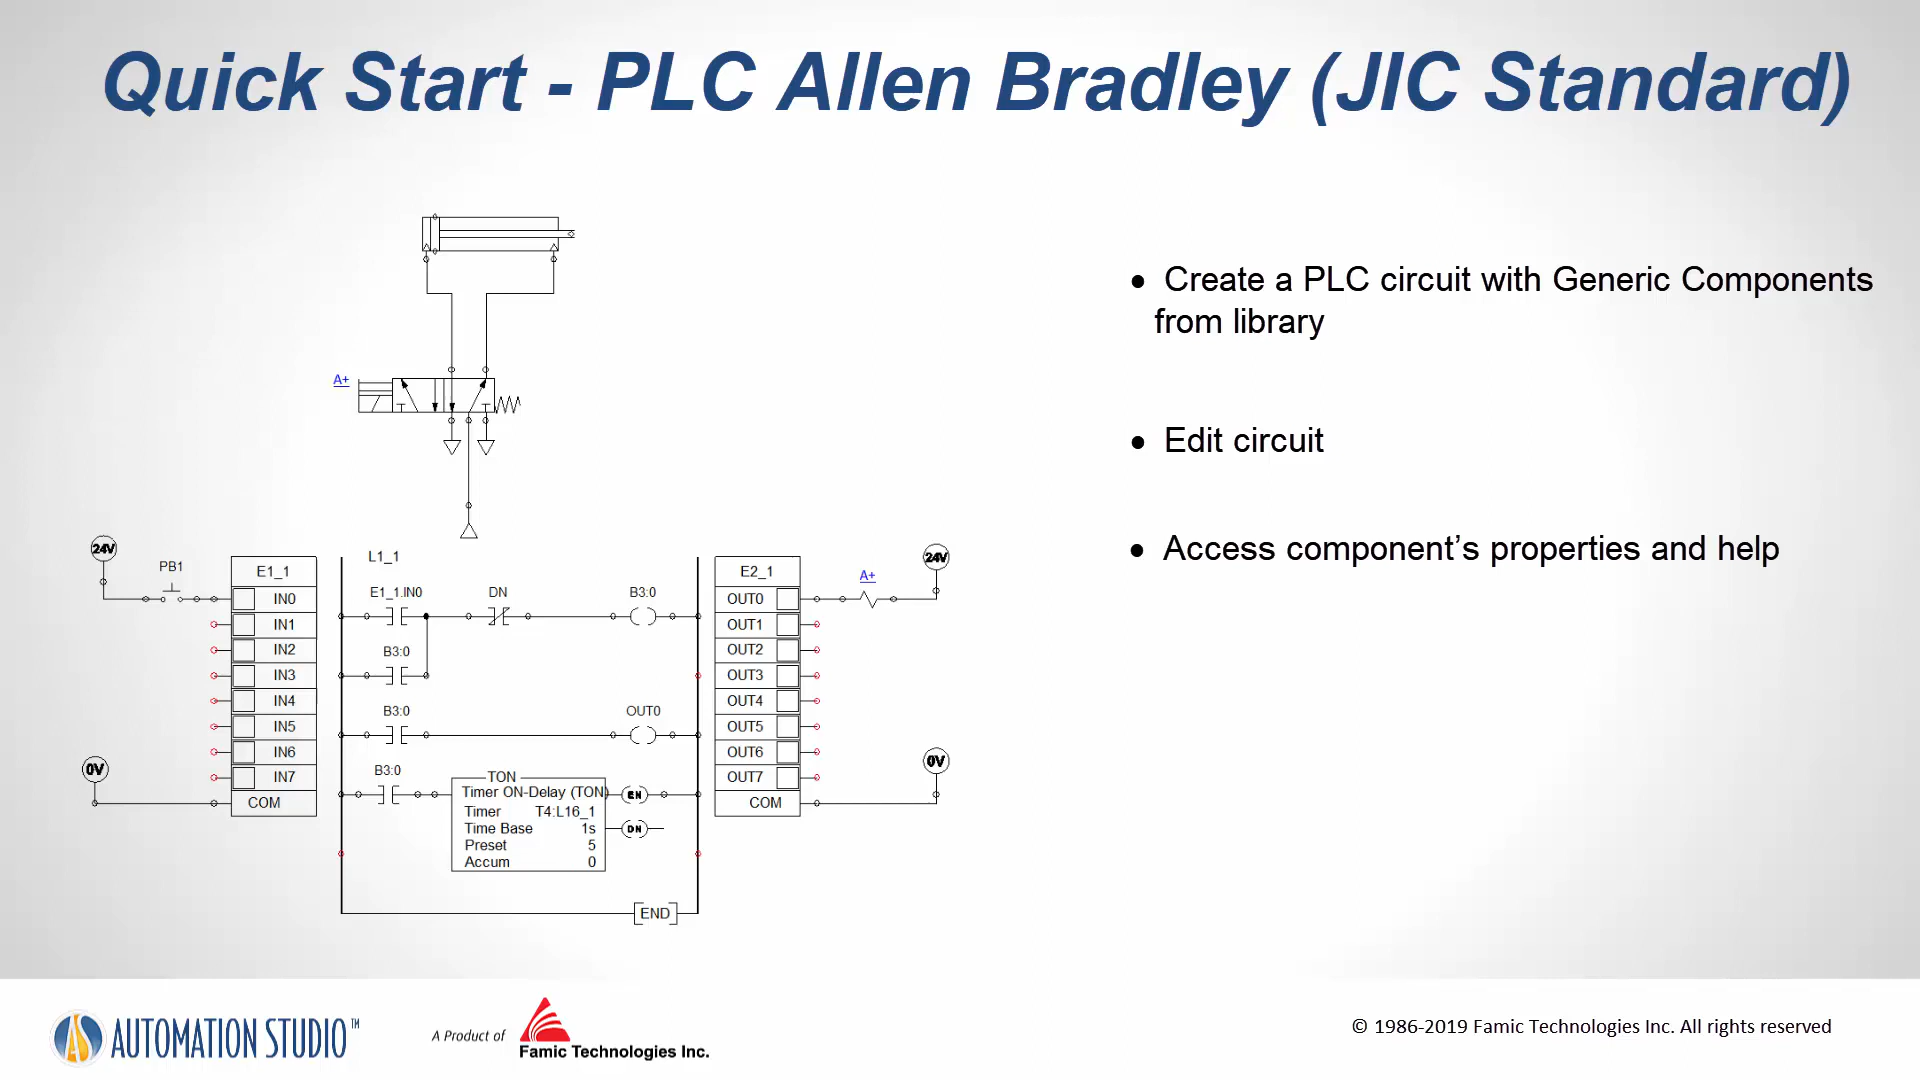 Quick Start - PLC Allen Bradley (JIC Standard)
• Create a PLC circuit with Generic Components
from library
• Edit circuit
• Access component’s properties and help
A+
24V
PB1
E1_1
IN0
IN1
IN2
IN3
IN4
IN5
IN6
IN7
COM
0V
L1_1
E1_1.IN0
DN
B3:0
B3:0
B3:0
OUT0
B3:0
TON
Timer ON-Delay (TON)
Timer T4:L16_1
Time Base 1s
Preset 5
Accum 0
EN
DN
END
E2_1
OUT0
OUT1
OUT2
OUT3
OUT4
OUT5
OUT6
OUT7
COM
A+
24V
0V
AUTOMATION STUDIO™
A Product of
Famic Technologies Inc.
© 1986-2019 Famic Technologies Inc. All rights reserved